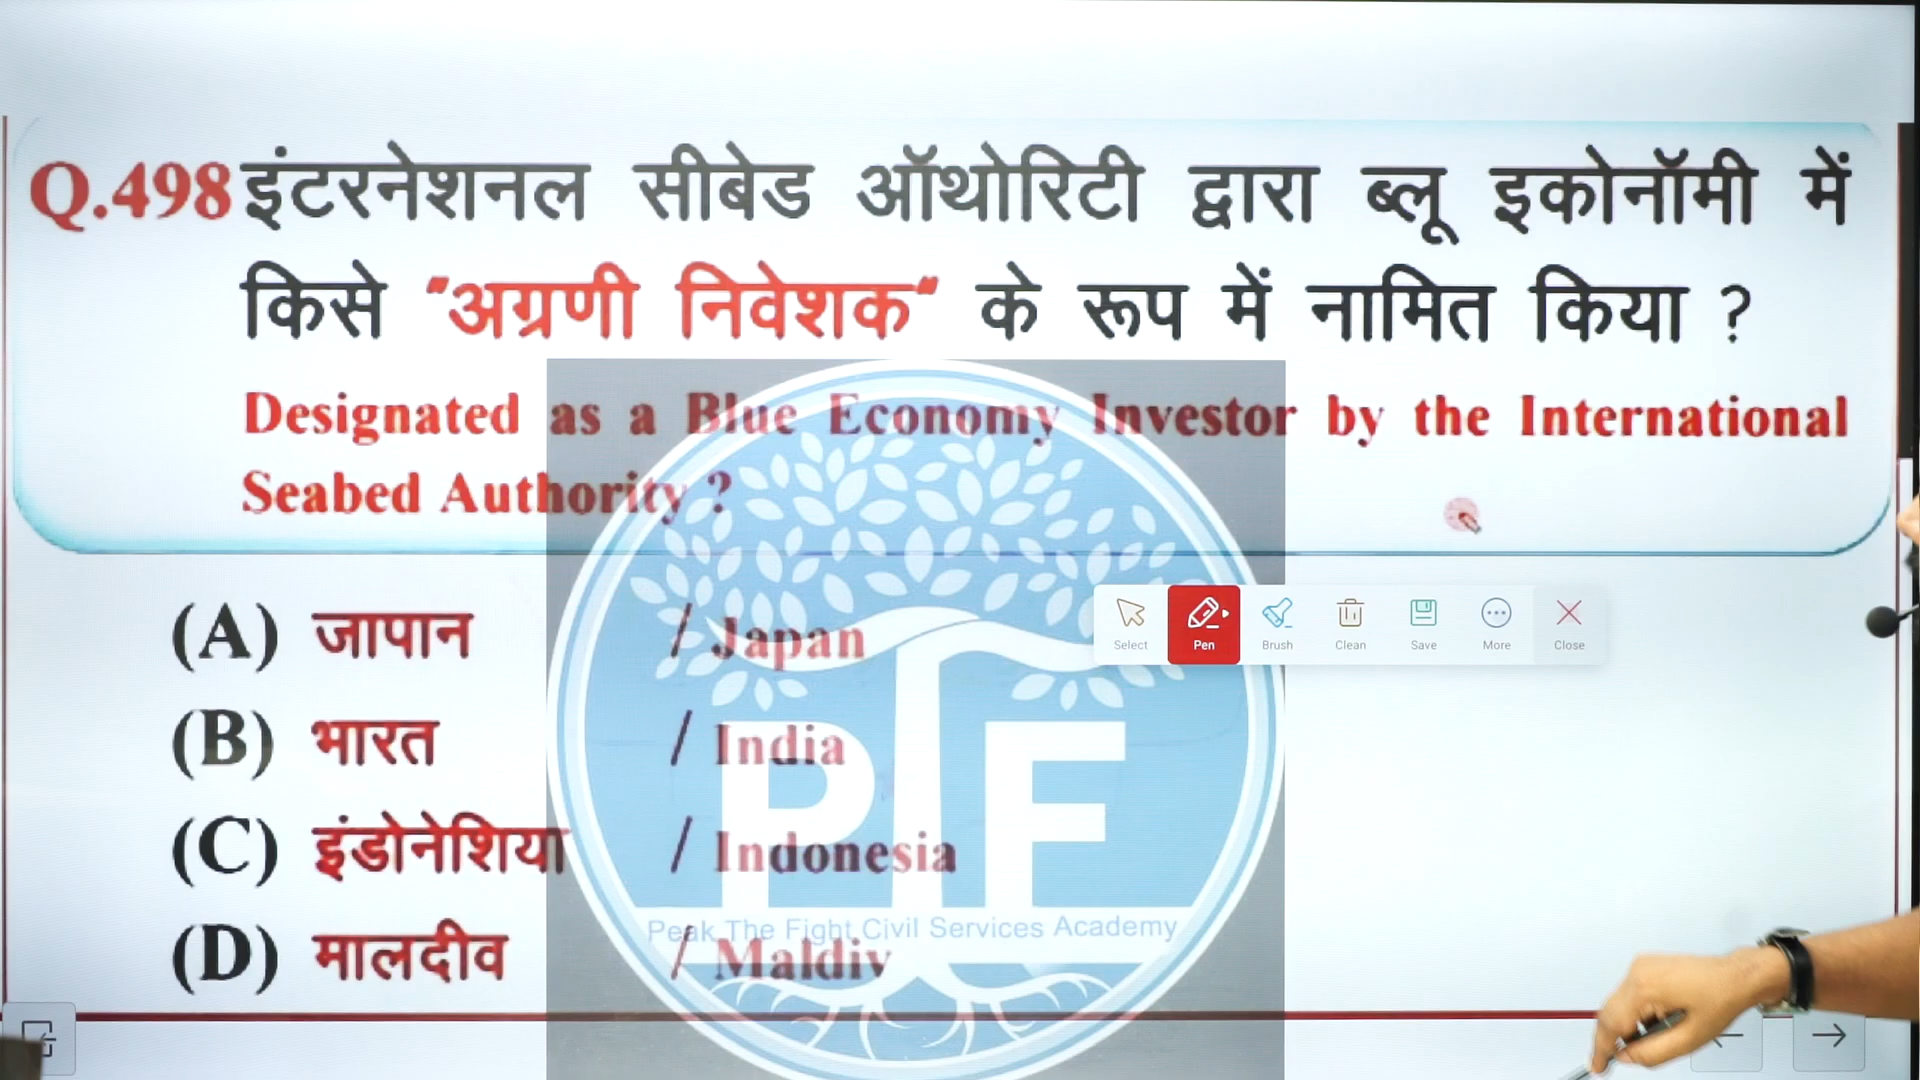 Q.498 इंटरनेशनल सीबेड ऑथोरिटी द्वारा ब्लू इकोनॉमी में
किसे "अग्रणी निवेशक" के रूप में नामित किया ?
Designated as a Blue Economy Investor by the International
Seabed Authority ?
(A) जापान / Japan
Select Pen Brush Clean Save More Close
(B) भारत / India
PTF
(C) इंडोनेशिया / Indonesia
Peak The Fight Civil Services Academy
(D) मालदीव / Maldiv